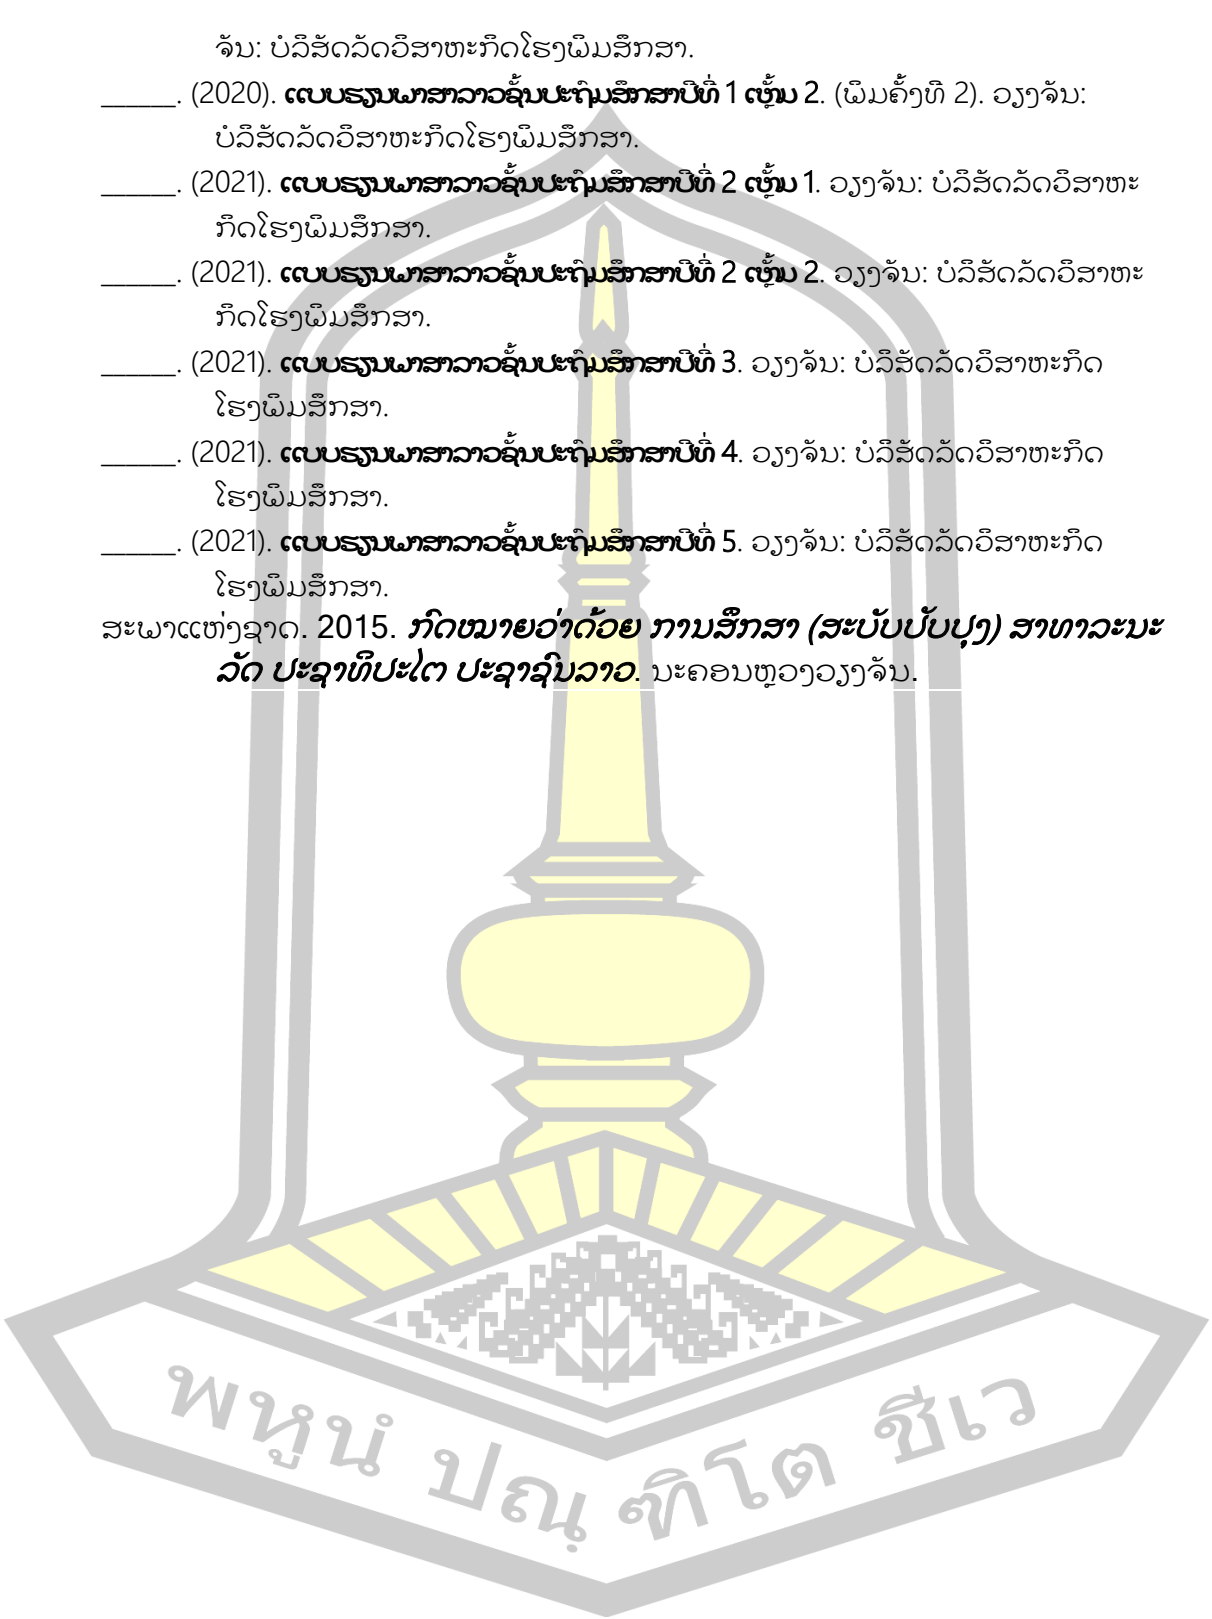 ຈັນ: ບໍລິສັດລັດວິສາຫະກິດໂຮງພິມສຶກສາ.
______. (2020). ແບບຮຽນພາສາລາວຊັ້ນປະຖົມສຶກສາປີທີ່ 1 ເຫຼັ້ມ 2. (ພິມຄັ້ງທີ 2). ວຽງຈັນ:
ບໍລິສັດລັດວິສາຫະກິດໂຮງພິມສຶກສາ.
______. (2021). ແບບຮຽນພາສາລາວຊັ້ນປະຖົມສຶກສາປີທີ່ 2 ເຫຼັ້ມ 1. ວຽງຈັນ: ບໍລິສັດລັດວິສາຫະ
ກິດໂຮງພິມສຶກສາ.
______. (2021). ແບບຮຽນພາສາລາວຊັ້ນປະຖົມສຶກສາປີທີ່ 2 ເຫຼັ້ມ 2. ວຽງຈັນ: ບໍລິສັດລັດວິສາຫະ
ກິດໂຮງພິມສຶກສາ.
______. (2021). ແບບຮຽນພາສາລາວຊັ້ນປະຖົມສຶກສາປີທີ່ 3. ວຽງຈັນ: ບໍລິສັດລັດວິສາຫະກິດ
ໂຮງພິມສຶກສາ.
______. (2021). ແບບຮຽນພາສາລາວຊັ້ນປະຖົມສຶກສາປີທີ່ 4. ວຽງຈັນ: ບໍລິສັດລັດວິສາຫະກິດ
ໂຮງພິມສຶກສາ.
______. (2021). ແບບຮຽນພາສາລາວຊັ້ນປະຖົມສຶກສາປີທີ່ 5. ວຽງຈັນ: ບໍລິສັດລັດວິສາຫະກິດ
ໂຮງພິມສຶກສາ.
ສະພາແຫ່ງຊາດ. 2015. ກົດໝາຍວ່າດ້ວຍ ການສຶກສາ (ສະບັບປັບປຸງ) ສາທາລະນະ
ລັດ ປະຊາທິປະໄຕ ປະຊາຊົນລາວ. ນະຄອນຫຼວງວຽງຈັນ.
พหูนํ ปณฺฑิโต ชีเว